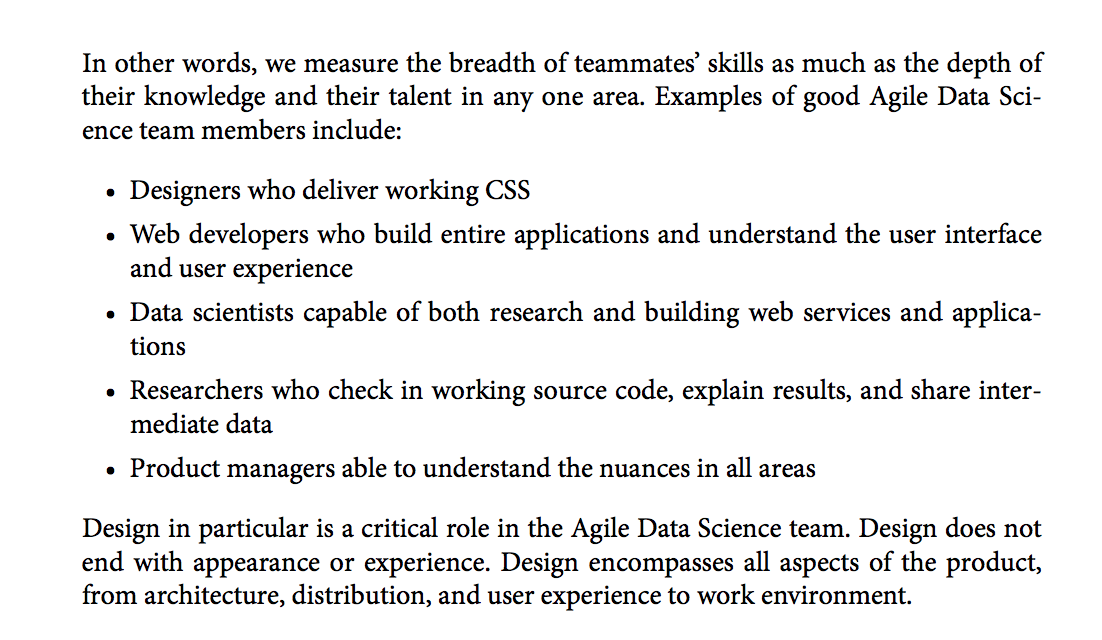 In other words, we measure the breadth of teammates’ skills as much as the depth of
their knowledge and their talent in any one area. Examples of good Agile Data Sci-
ence team members include:
• Designers who deliver working CSS
• Web developers who build entire applications and understand the user interface
and user experience
• Data scientists capable of both research and building web services and applica-
tions
• Researchers who check in working source code, explain results, and share inter-
mediate data
• Product managers able to understand the nuances in all areas
Design in particular is a critical role in the Agile Data Science team. Design does not
end with appearance or experience. Design encompasses all aspects of the product,
from architecture, distribution, and user experience to work environment.